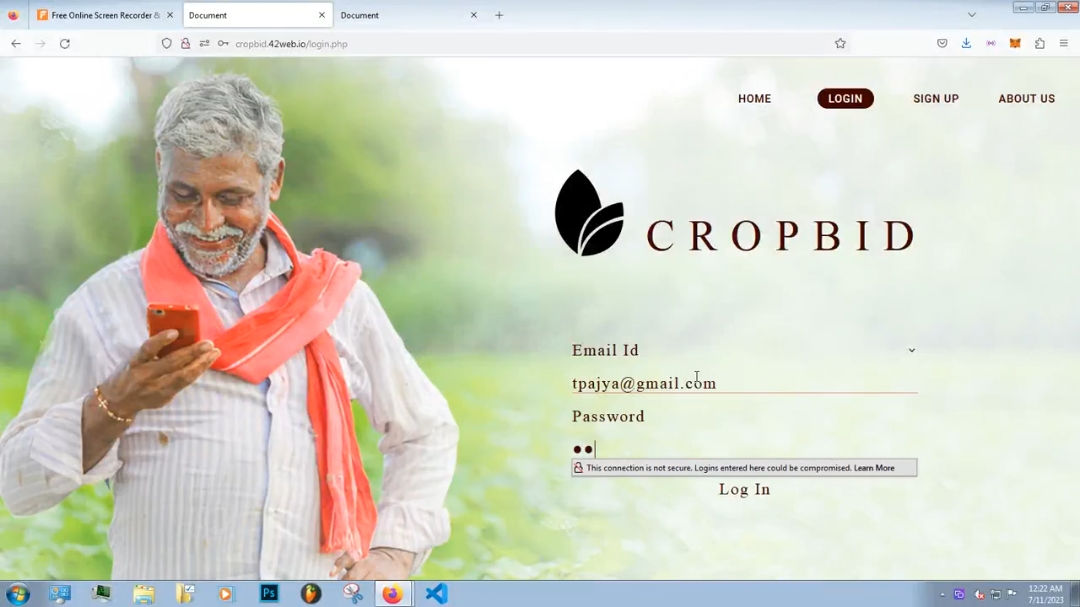 Free Online Screen Recorder &
Document
Document
cropbid.42web.io/login.php
HOME
LOGIN
SIGN UP
ABOUT US
CROPBID
Email Id
tpajya@gmail.com
Password
This connection is not secure. Logins entered here could be compromised. Learn More
Log In
Ps
12:22 AM
7/11/2023